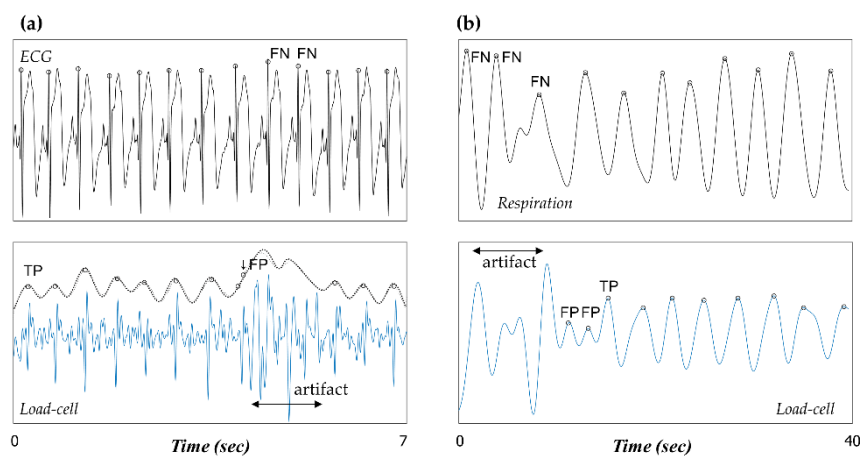 (a)
ECG
FN FN
TP
↓ FP
artifact
Load-cell
0
Time (sec)
7
(b)
FN FN
FN
Respiration
artifact
FP FP
TP
Load-cell
0
Time (sec)
40